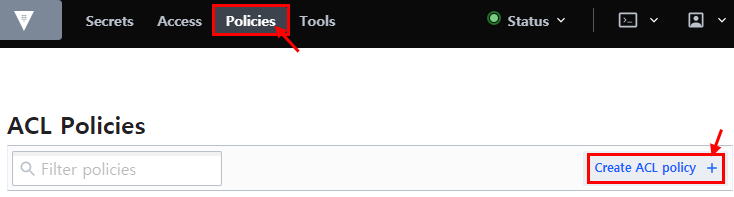 Secrets Access Policies Tools Status
ACL Policies
Filter policies Create ACL policy +